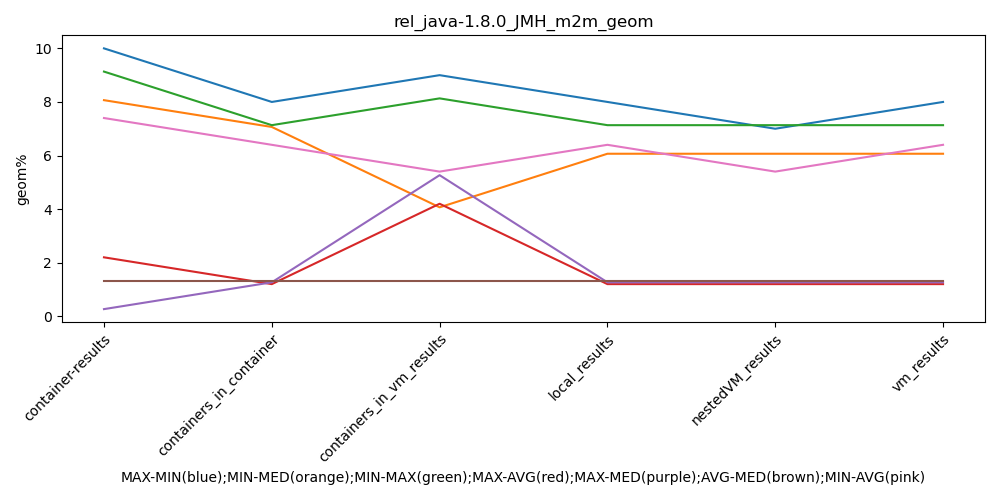 rel_java-1.8.0_JMH_m2m_geom
10
8
6
4
2
0
geom%
container-results
containers_in_container
containers_in_vm_results
local_results
nestedVM_results
vm_results
MAX-MIN(blue);MIN-MED(orange);MIN-MAX(green);MAX-AVG(red);MAX-MED(purple);AVG-MED(brown);MIN-AVG(pink)